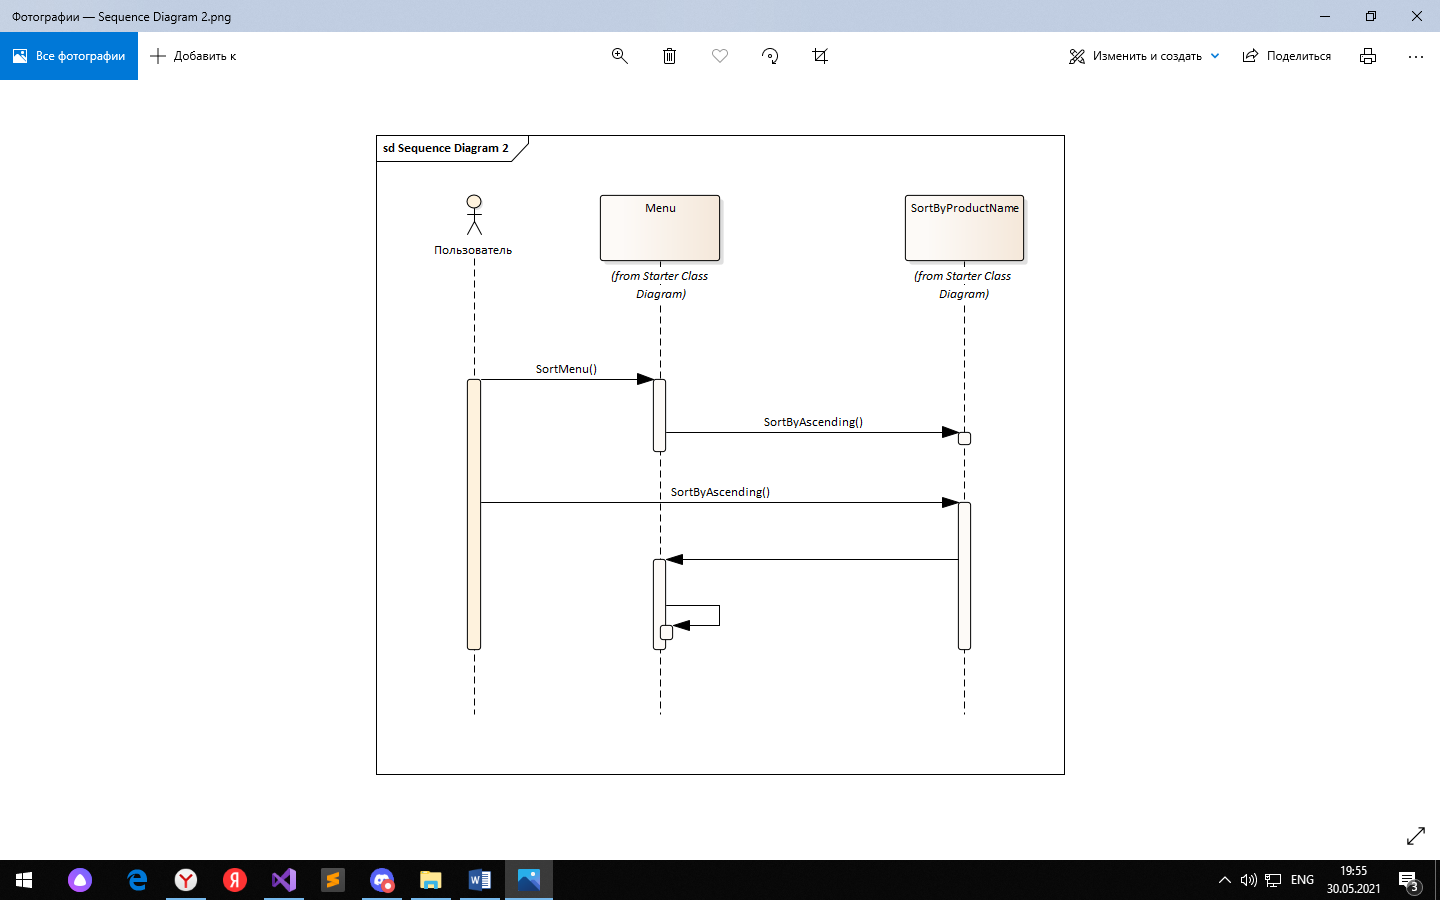 Фотографии — Sequence Diagram 2.png
Все фотографии
Добавить к
Изменить и создать
Поделиться
sd Sequence Diagram 2
Пользователь
Menu
(from Starter Class
Diagram)
SortByProductName
(from Starter Class
Diagram)
SortMenu()
SortByAscending()
SortByAscending()
ENG
19:55
30.05.2021
3